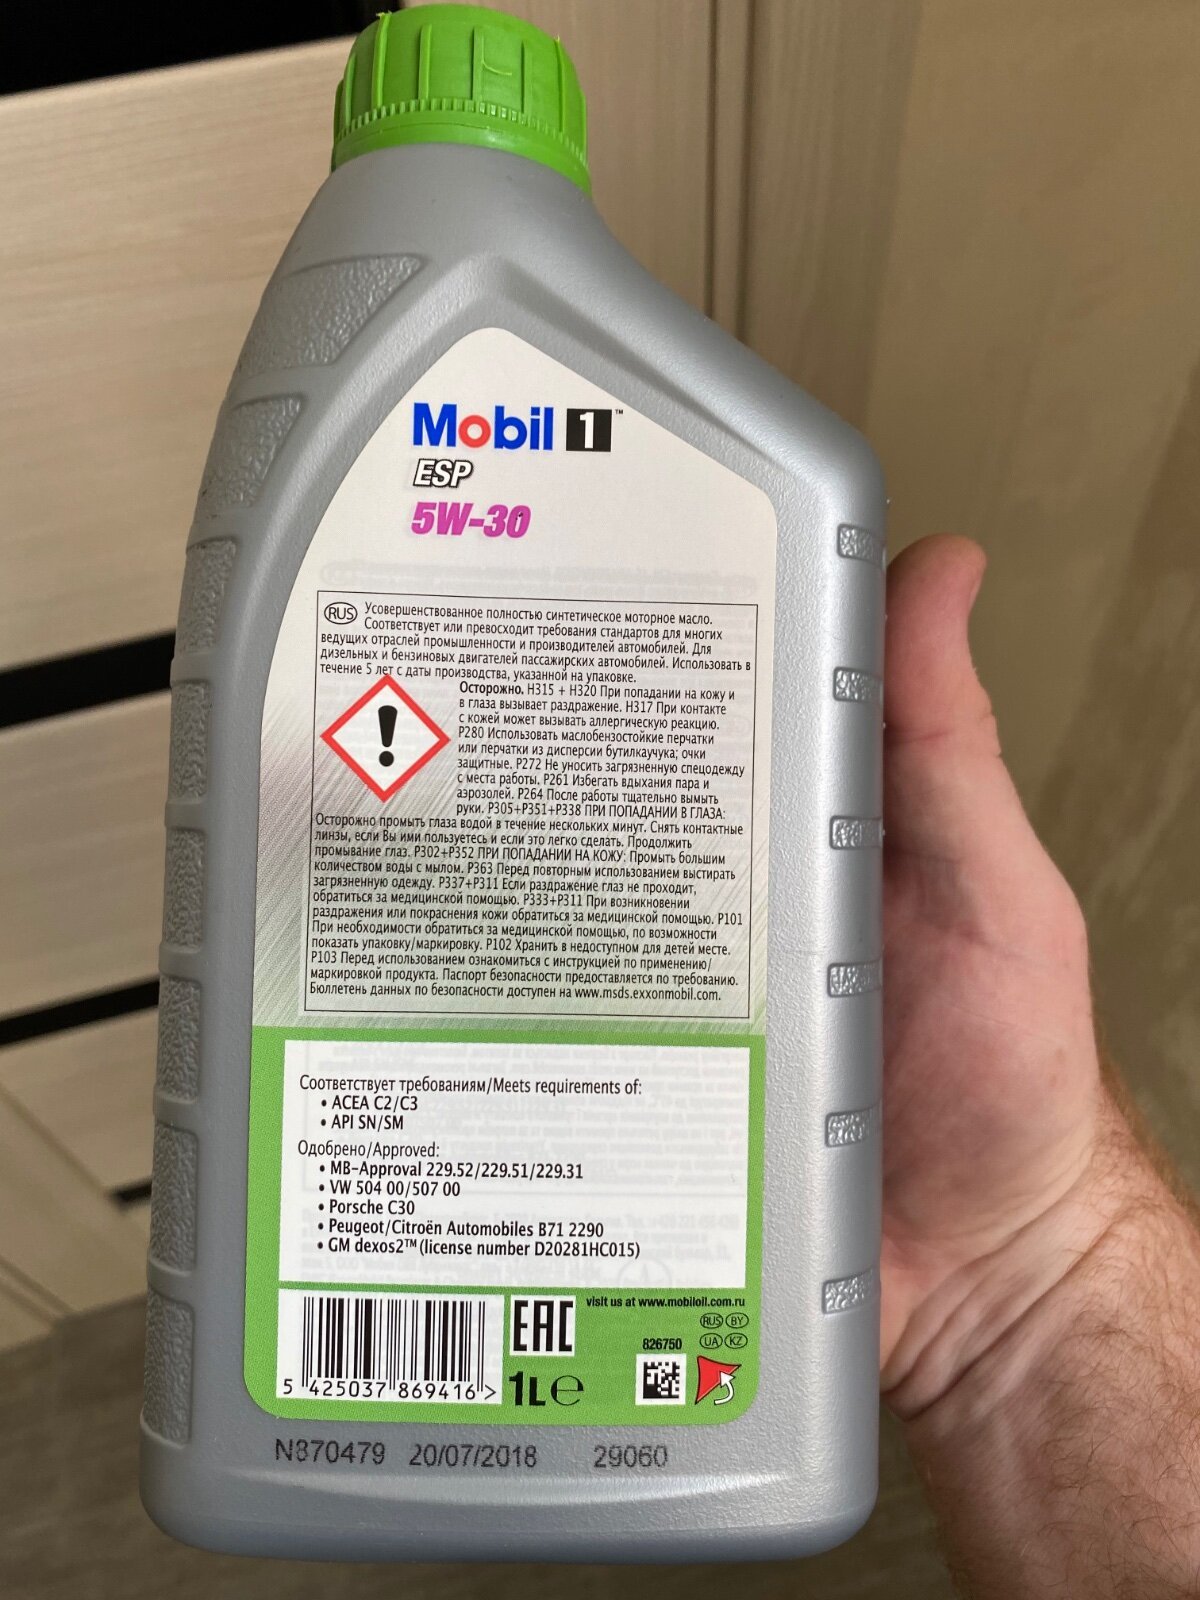 Mobil 1™
ESP
5W-30
RUS Усовершенствованное полностью синтетическое моторное масло.
Соответствует или превосходит требования стандартов для многих
ведущих отраслей промышленности и производителей автомобилей. Для
дизельных и бензиновых двигателей пассажирских автомобилей. Использовать в
течение 5 лет с даты производства, указанной на упаковке.
Осторожно. H315 + H320 При попадании на кожу и
в глаза вызывает раздражение. H317 При контакте
с кожей может вызывать аллергическую реакцию.
P280 Использовать маслобензостойкие перчатки
или перчатки из дисперсии бутилкаучука; очки
защитные. P272 Не уносить загрязненную спецодежду
с места работы. P261 Избегать вдыхания пара и
аэрозолей. P264 После работы тщательно вымыть
руки. P305+P351+P338 ПРИ ПОПАДАНИИ В ГЛАЗА:
Осторожно промыть глаза водой в течение нескольких минут. Снять контактные
линзы, если Вы ими пользуетесь и если это легко сделать. Продолжить
промывание глаз. P302+P352 ПРИ ПОПАДАНИИ НА КОЖУ: Промыть большим
количеством воды с мылом. P363 Перед повторным использованием выстирать
загрязненную одежду. P337+P311 Если раздражение глаз не проходит,
обратиться за медицинской помощью. P333+P311 При возникновении
раздражения или покраснения кожи обратиться за медицинской помощью. P101
При необходимости обратиться за медицинской помощью, по возможности
показать упаковку/маркировку. P102 Хранить в недоступном для детей месте.
P103 Перед использованием ознакомиться с инструкцией по применению/
маркировкой продукта. Паспорт безопасности предоставляется по требованию.
Бюллетень данных по безопасности доступен на www.msds.exxonmobil.com.
Соответствует требованиям/Meets requirements of:
• ACEA C2/C3
• API SN/SM
Одобрено/Approved:
• MB-Approval 229.52/229.51/229.31
• VW 504 00/507 00
• Porsche C30
• Peugeot/Citroën Automobiles B71 2290
• GM dexos2™ (license number D20281HC015)
visit us at www.mobiloil.com.ru
EAC
RUS BY
826750 UA KZ
5 425037 869416 >
1L e
N870479 20/07/2018 29060